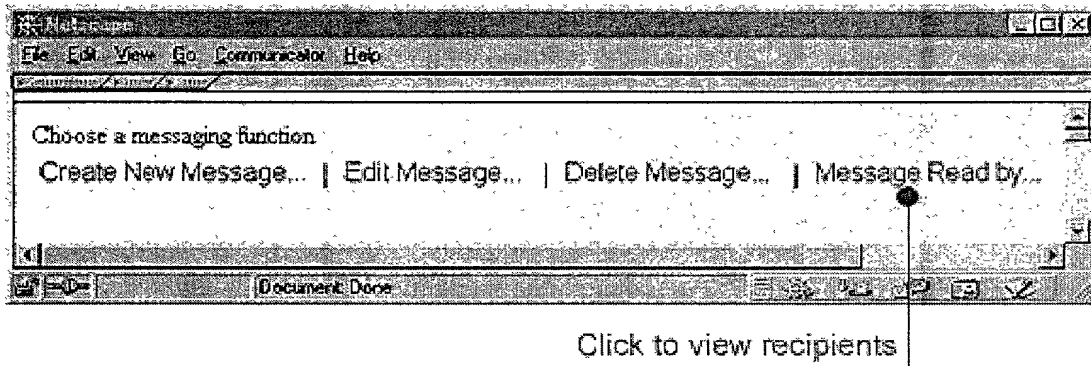 Netscape
File Edit View Go Communicator Help
Choose a messaging function
Create New Message... | Edit Message... | Delete Message... | Message Read by...
Document: Done
Click to view recipients